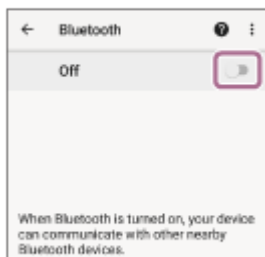 Bluetooth
Off
When Bluetooth is turned on, your device
can communicate with other nearby
Bluetooth devices.